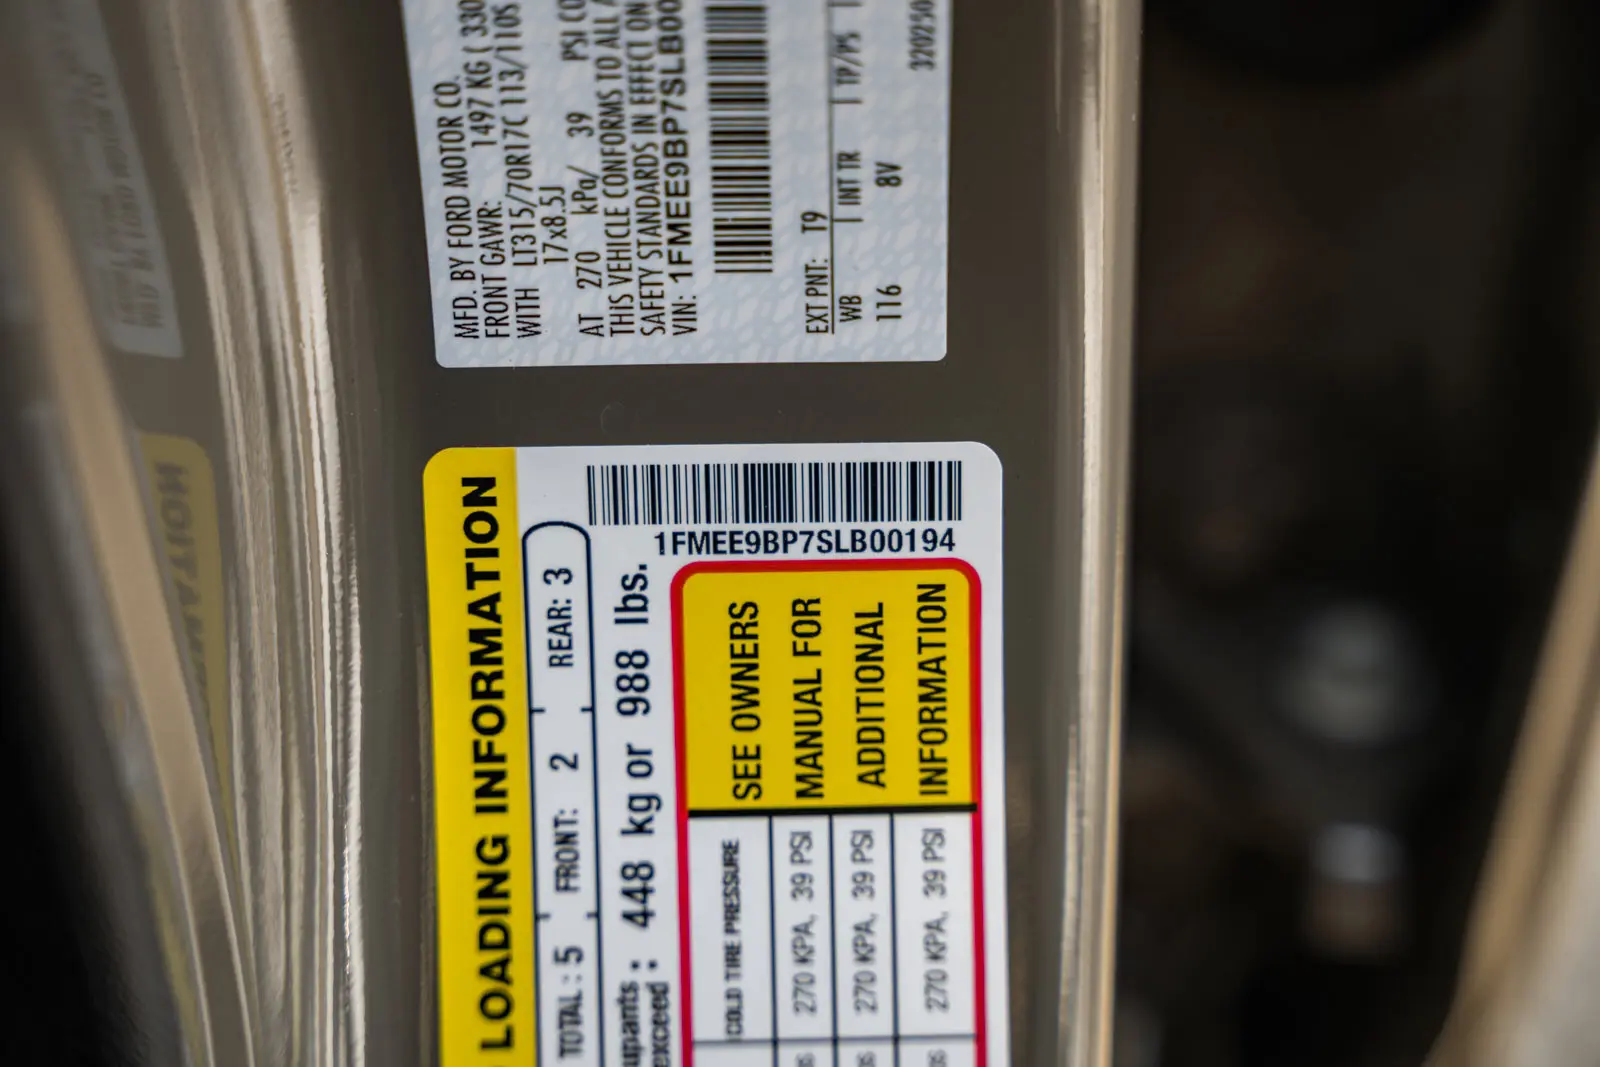 MFD. BY FORD MOTOR CO.
FRONT GAWR: 1497 KG ( 330
WITH LT315/70R17C 113/110S
17x8.5J
AT 270 kPa/ 39 PSI CO
THIS VEHICLE CONFORMS TO ALL A
SAFETY STANDARDS IN EFFECT ON
VIN: 1FMEE9BP7SLB00
EXT PNT: T9
WB | INT TR | TP/PS |
116 8V
320250
LOADING INFORMATION
TOTAL : 5 FRONT: 2 REAR: 3
upants
exceed : 448 kg or 988 lbs.
1FMEE9BP7SLB00194
COLD TIRE PRESSURE
270 KPA, 39 PSI
270 KPA, 39 PSI
270 KPA, 39 PSI
SEE OWNERS
MANUAL FOR
ADDITIONAL
INFORMATION